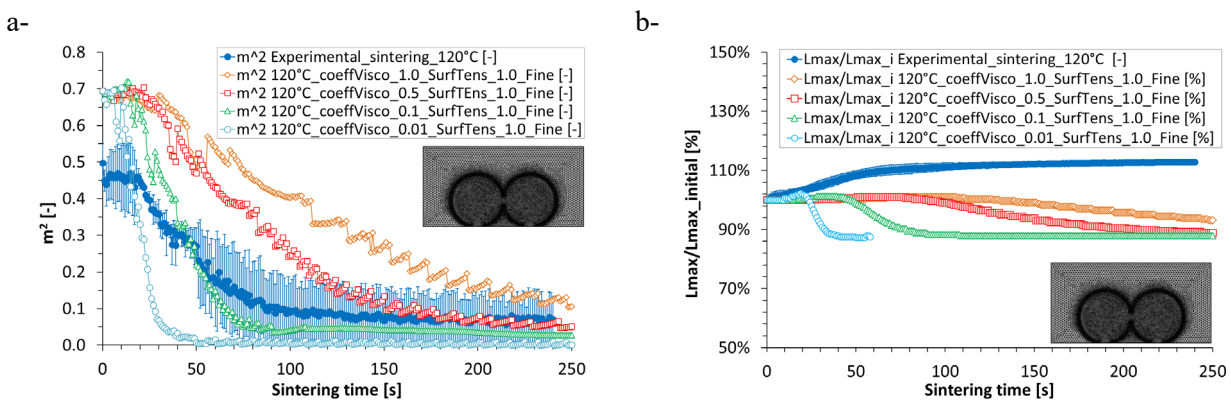 a-
0.8
0.7
0.6
0.5
0.4
0.3
0.2
0.1
0.0
m² [-]
m^2 Experimental_sintering_120°C [-]
m^2 120°C_coeffVisco_1.0_SurfTens_1.0_Fine [-]
m^2 120°C_coeffVisco_0.5_SurfTEns_1.0_Fine [-]
m^2 120°C_coeffVisco_0.1_SurfTens_1.0_Fine [-]
m^2 120°C_coeffVisco_0.01_SurfTens_1.0_Fine [-]
0 50 100 150 200 250
Sintering time [s]
b-
150%
130%
110%
90%
70%
50%
Lmax/Lmax_initial [%]
Lmax/Lmax_i Experimental_sintering_120° [-]
Lmax/Lmax_i 120°C_coeffVisco_1.0_SurfTens_1.0_Fine [%]
Lmax/Lmax_i 120°C_coeffVisco_0.5_SurfTens_1.0_Fine [%]
Lmax/Lmax_i 120°C_coeffVisco_0.1_SurfTens_1.0_Fine [%]
Lmax/Lmax_i 120°C_coeffVisco_0.01_SurfTens_1.0_Fine [%]
0 50 100 150 200 250
Sintering time [s]